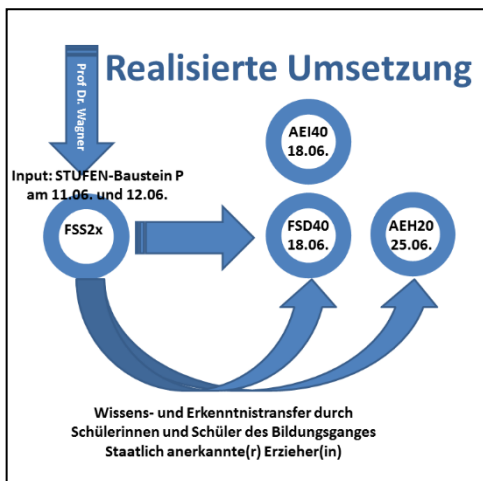 Realisierte Umsetzung
Prof Dr. Wagner
AEI40
18.06.
Input: STUFEN-Baustein P
am 11.06. und 12.06.
FSS2x
FSD40
18.06.
AEH20
25.06.
Wissens- und Erkenntnistransfer durch
Schülerinnen und Schüler des Bildungsganges
Staatlich anerkannte(r) Erzieher(in)